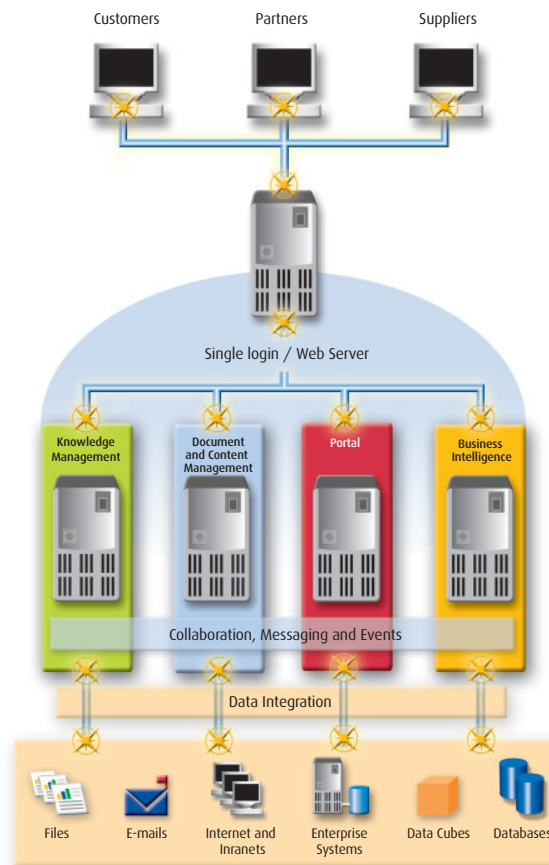 Customers
Partners
Suppliers
Single login / Web Server
Knowledge
Management
Document
and Content
Management
Portal
Business
Intelligence
Collaboration, Messaging and Events
Data Integration
Files
E-mails
Internet and
Inranets
Enterprise
Systems
Data Cubes
Databases